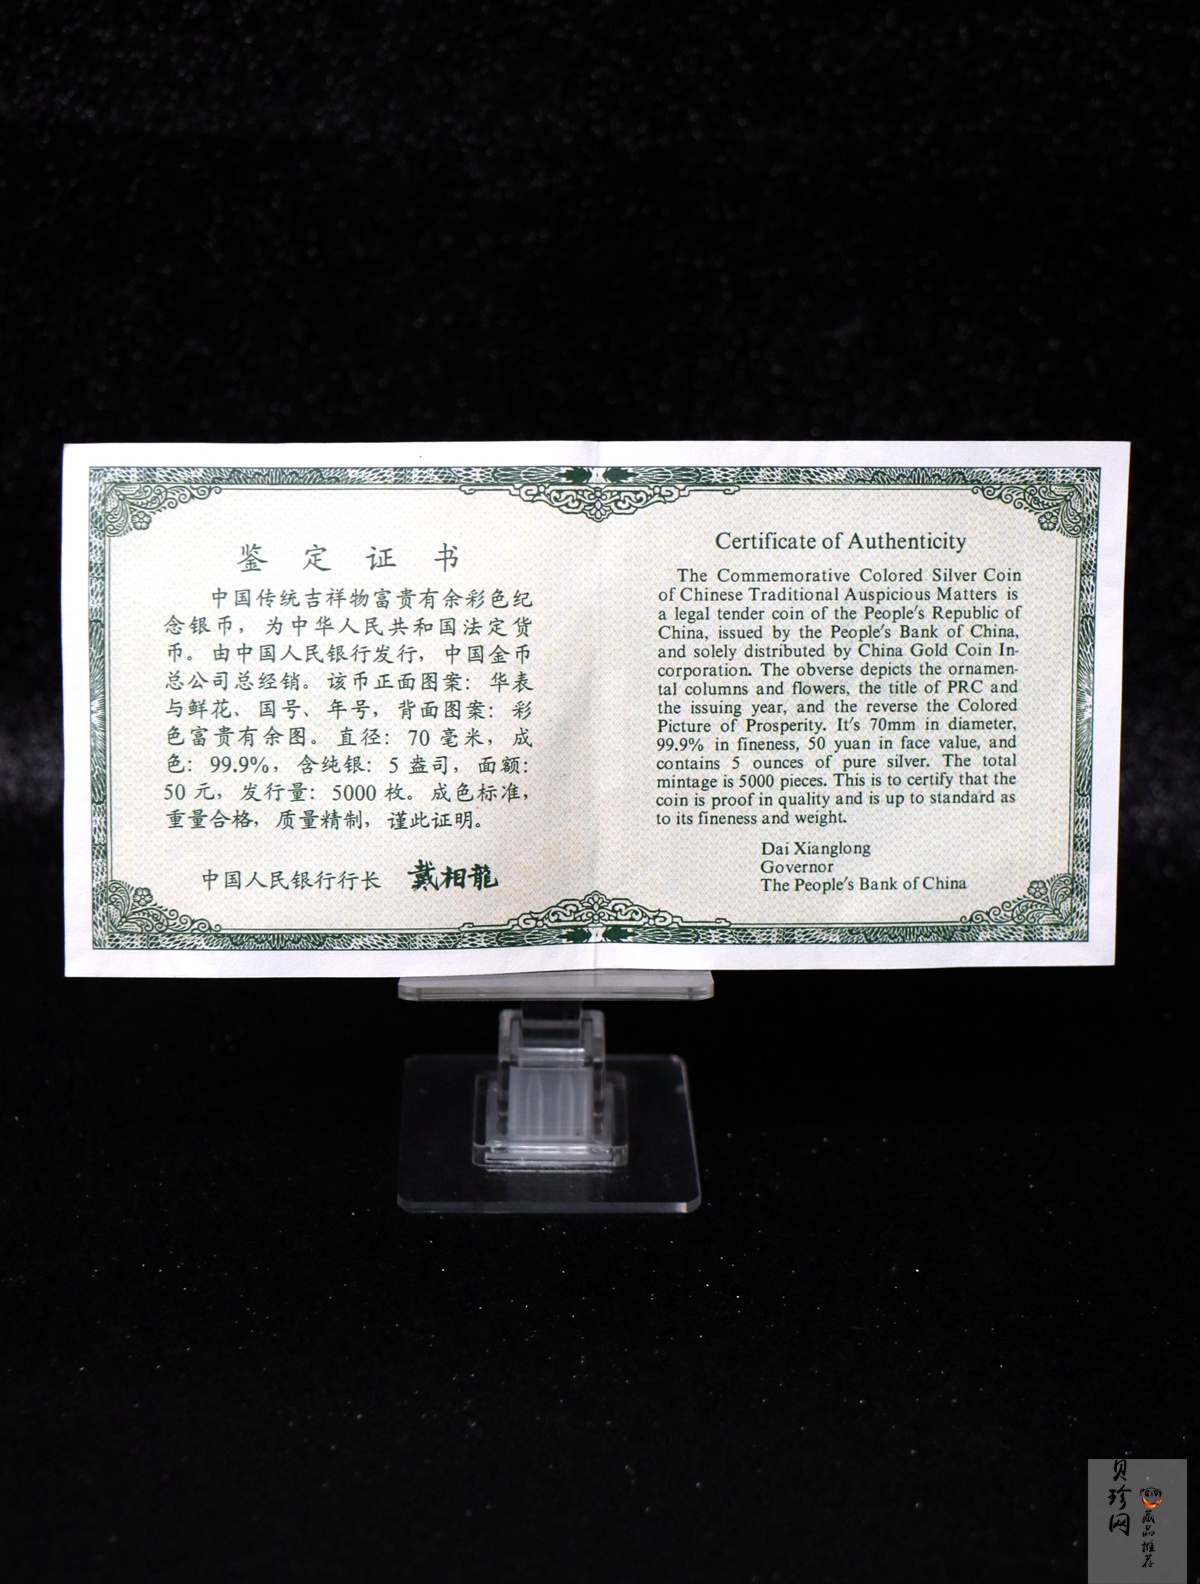 鉴定证书
中国传统吉祥物富贵有余彩色纪
念银币，为中华人民共和国法定货
币。由中国人民银行发行，中国金币
总公司总经销。该币正面图案：华表
与鲜花、国号、年号，背面图案：彩
色富贵有余图。直径：70毫米，成
色：99.9%，含纯银：5盎司，面额：
50元，发行量：5000枚。成色标准，
重量合格，质量精制，谨此证明。
中国人民银行行长 戴相龍
Certificate of Authenticity
The Commemorative Colored Silver Coin
of Chinese Traditional Auspicious Matters is
a legal tender coin of the People's Republic of
China, issued by the People's Bank of China,
and solely distributed by China Gold Coin In-
corporation. The obverse depicts the ornamen-
tal columns and flowers, the title of PRC and
the issuing year, and the reverse the Colored
Picture of Prosperity. It's 70mm in diameter,
99.9% in fineness, 50 yuan in face value, and
contains 5 ounces of pure silver. The total
mintage is 5000 pieces. This is to certify that the
coin is proof in quality and is up to standard as
to its fineness and weight.
Dai Xianglong
Governor
The People's Bank of China
贝珍网
藏品推荐